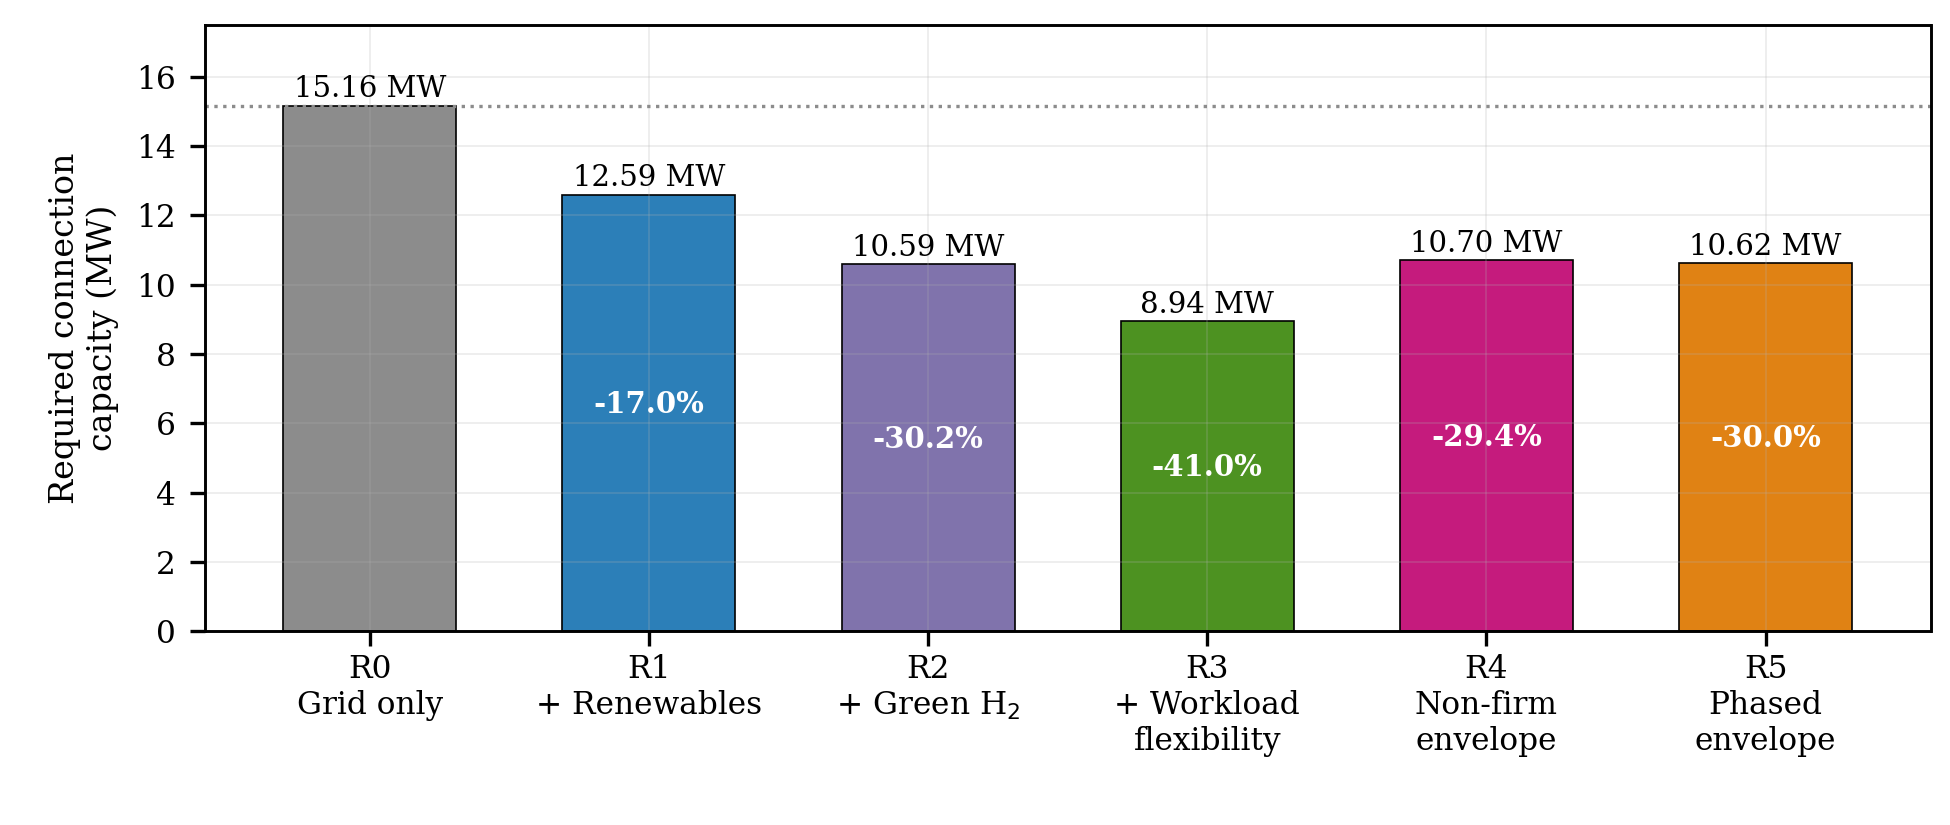 Required connection
capacity (MW)
16
14
12
10
8
6
4
2
0
15.16 MW
12.59 MW
10.59 MW
8.94 MW
10.70 MW
10.62 MW
-17.0%
-30.2%
-41.0%
-29.4%
-30.0%
R0
Grid only
R1
+ Renewables
R2
+ Green H₂
R3
+ Workload
flexibility
R4
Non-firm
envelope
R5
Phased
envelope